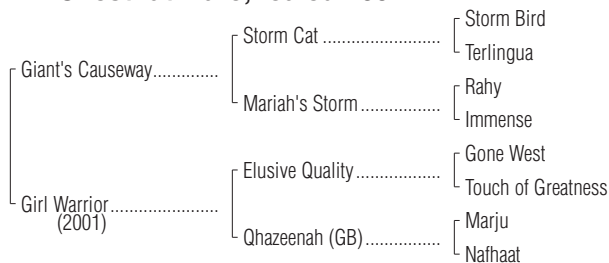 Storm Bird
Storm Cat........................
Terlingua
Giant's Causeway..............
Rahy
Mariah's Storm .................
Immense
Gone West
Elusive Quality..................
Touch of Greatness
Girl Warrior.......................
(2001)
Marju
Qhazeenah (GB)................
Nafhaat